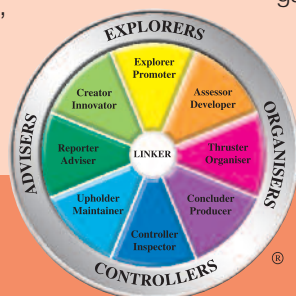 EXPLORERS
Explorer
Promoter
Creator
Innovator
Assessor
Developer
ADVISERS
Reporter
Adviser
LINKER
Thruster
Organiser
ORGANISERS
Upholder
Maintainer
Concluder
Producer
Controller
Inspector
CONTROLLERS
®